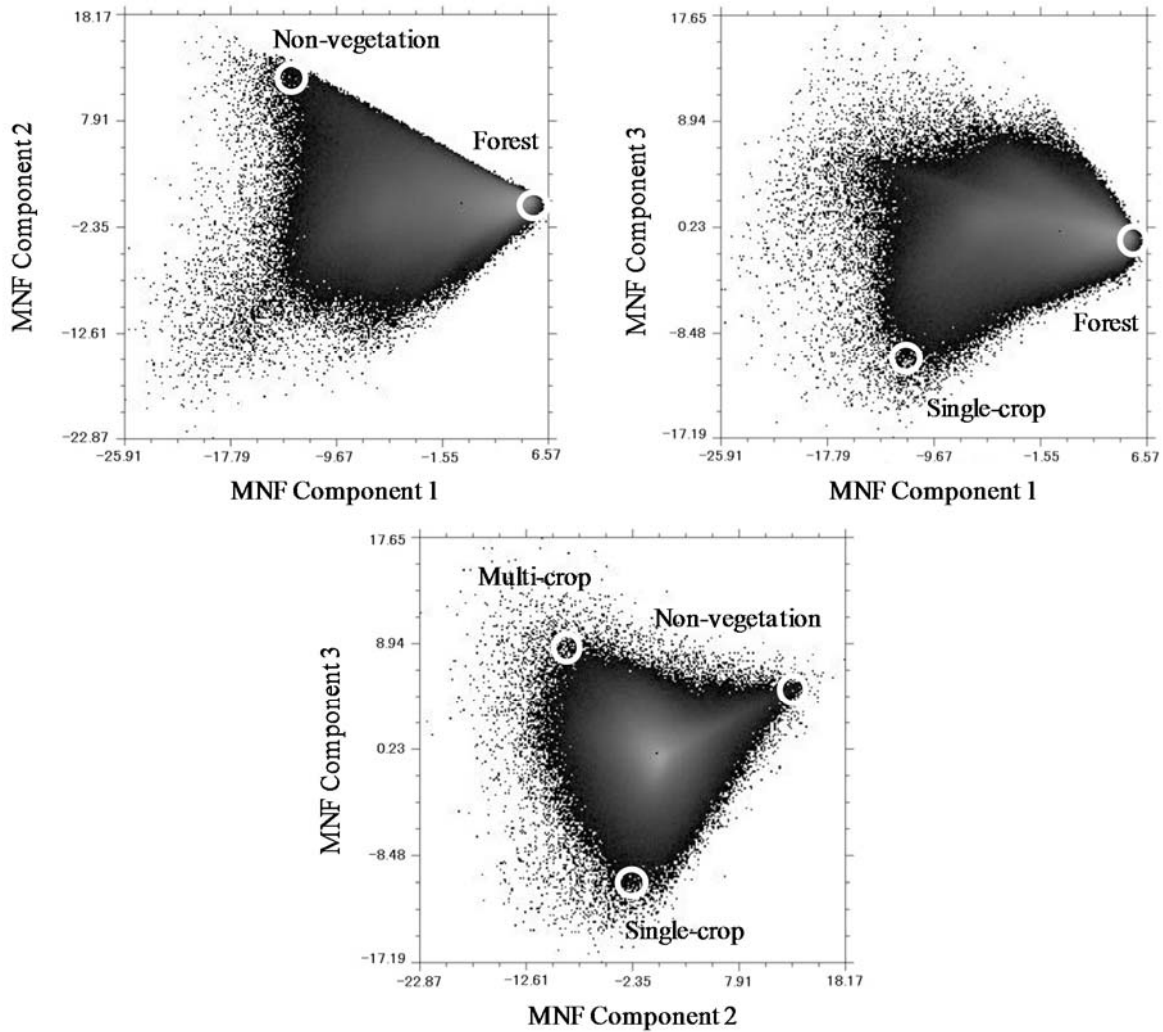 18.17
Non-vegetation
7.91
Forest
-2.35
-12.61
-22.87
-25.91 -17.79 -9.67 -1.55 6.57
MNF Component 2
MNF Component 1
17.65
8.94
0.23
-8.48
-17.19
Forest
Single-crop
-25.91 -17.79 -9.67 -1.55 6.57
MNF Component 3
MNF Component 1
17.65
Multi-crop
Non-vegetation
8.94
0.23
-8.48
Single-crop
-17.19
-22.87 -12.61 -2.35 7.91 18.17
MNF Component 3
MNF Component 2